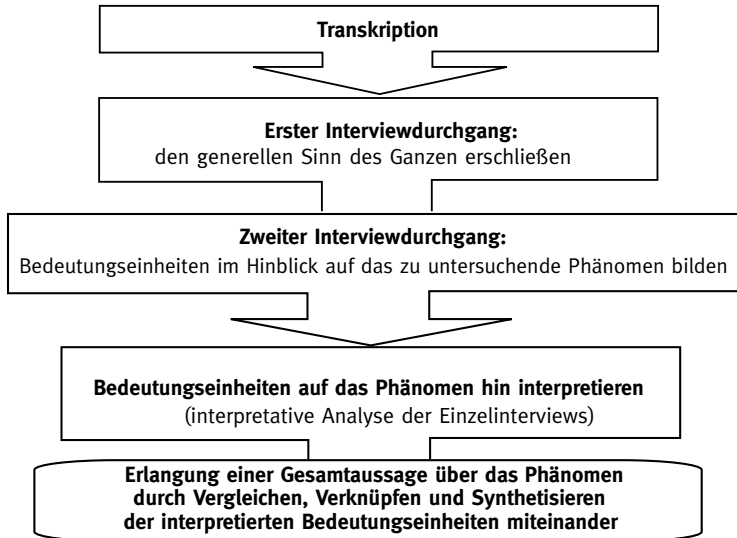 Transkription
Erster Interviewdurchgang:
den generellen Sinn des Ganzen erschließen
Zweiter Interviewdurchgang:
Bedeutungseinheiten im Hinblick auf das zu untersuchende Phänomen bilden
Bedeutungseinheiten auf das Phänomen hin interpretieren
(interpretative Analyse der Einzelinterviews)
Erlangung einer Gesamtaussage über das Phänomen
durch Vergleichen, Verknüpfen und Synthetisieren
der interpretierten Bedeutungseinheiten miteinander